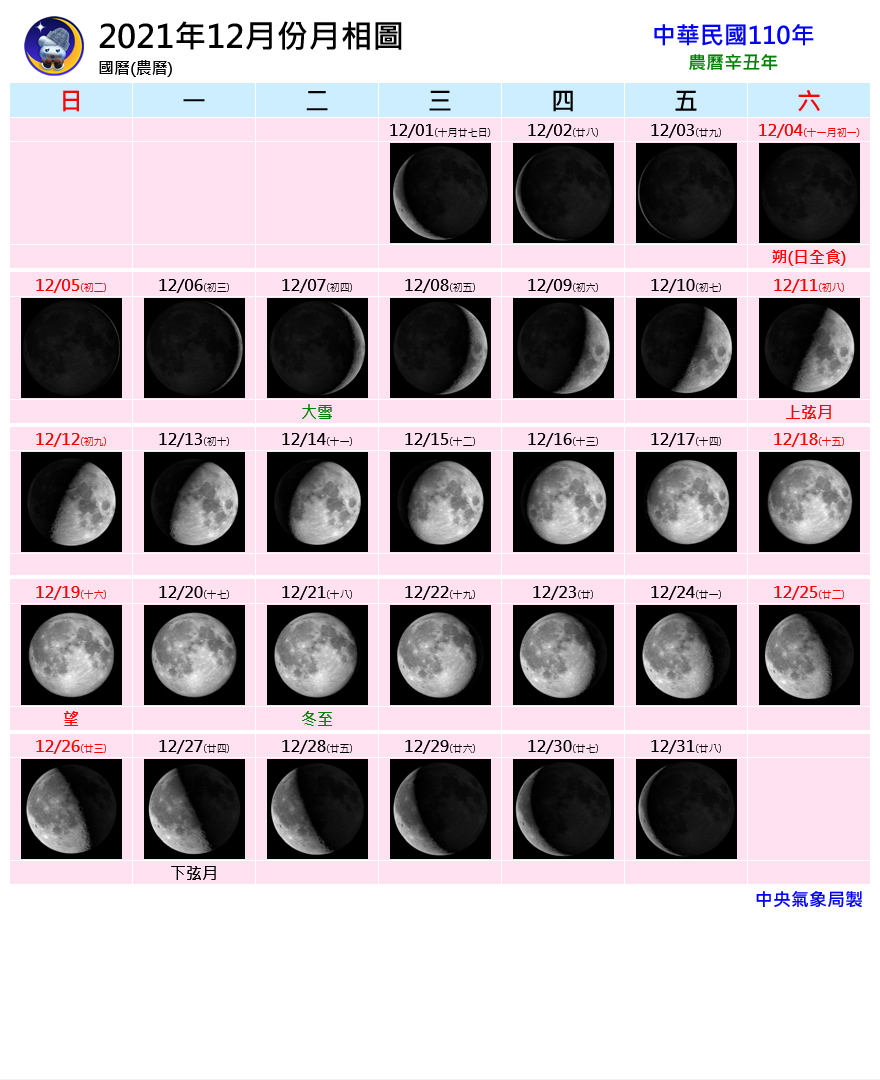 2021年12月份月相圖
國曆(農曆)
中華民國110年
農曆辛丑年
日 一 二 三 四 五 六
12/01(十月廿七日) 12/02(廿八) 12/03(廿九) 12/04(十一月初一)
朔(日全食)
12/05(初二) 12/06(初三) 12/07(初四) 12/08(初五) 12/09(初六) 12/10(初七) 12/11(初八)
大雪 上弦月
12/12(初九) 12/13(初十) 12/14(十一) 12/15(十二) 12/16(十三) 12/17(十四) 12/18(十五)
12/19(十六) 12/20(十七) 12/21(十八) 12/22(十九) 12/23(廿) 12/24(廿一) 12/25(廿二)
望 冬至
12/26(廿三) 12/27(廿四) 12/28(廿五) 12/29(廿六) 12/30(廿七) 12/31(廿八)
下弦月
中央氣象局製